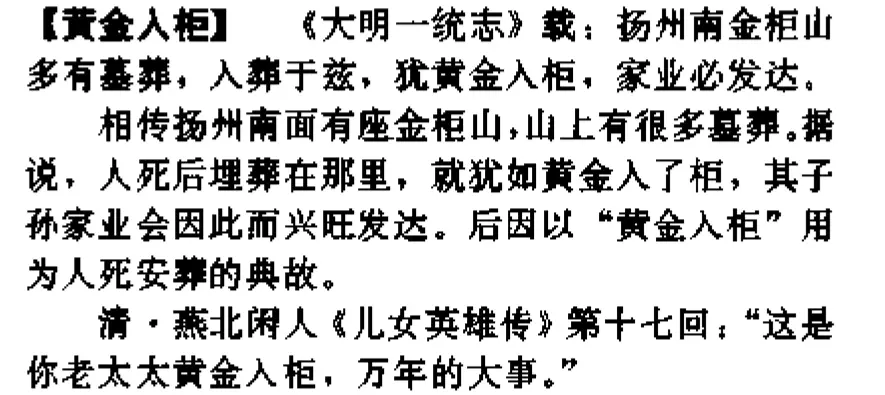 【黄金入柜】　《大明一统志》载：扬州南金柜山
多有墓葬，入葬于兹，犹黄金入柜，家业必发达。
相传扬州南面有座金柜山，山上有很多墓葬。据
说，人死后埋葬在那里，就犹如黄金入了柜，其子
孙家业会因此而兴旺发达。后因以“黄金入柜”用
为人死安葬的典故。
清·燕北闲人《儿女英雄传》第十七回：“这是
你老太太黄金入柜，万年的大事。”